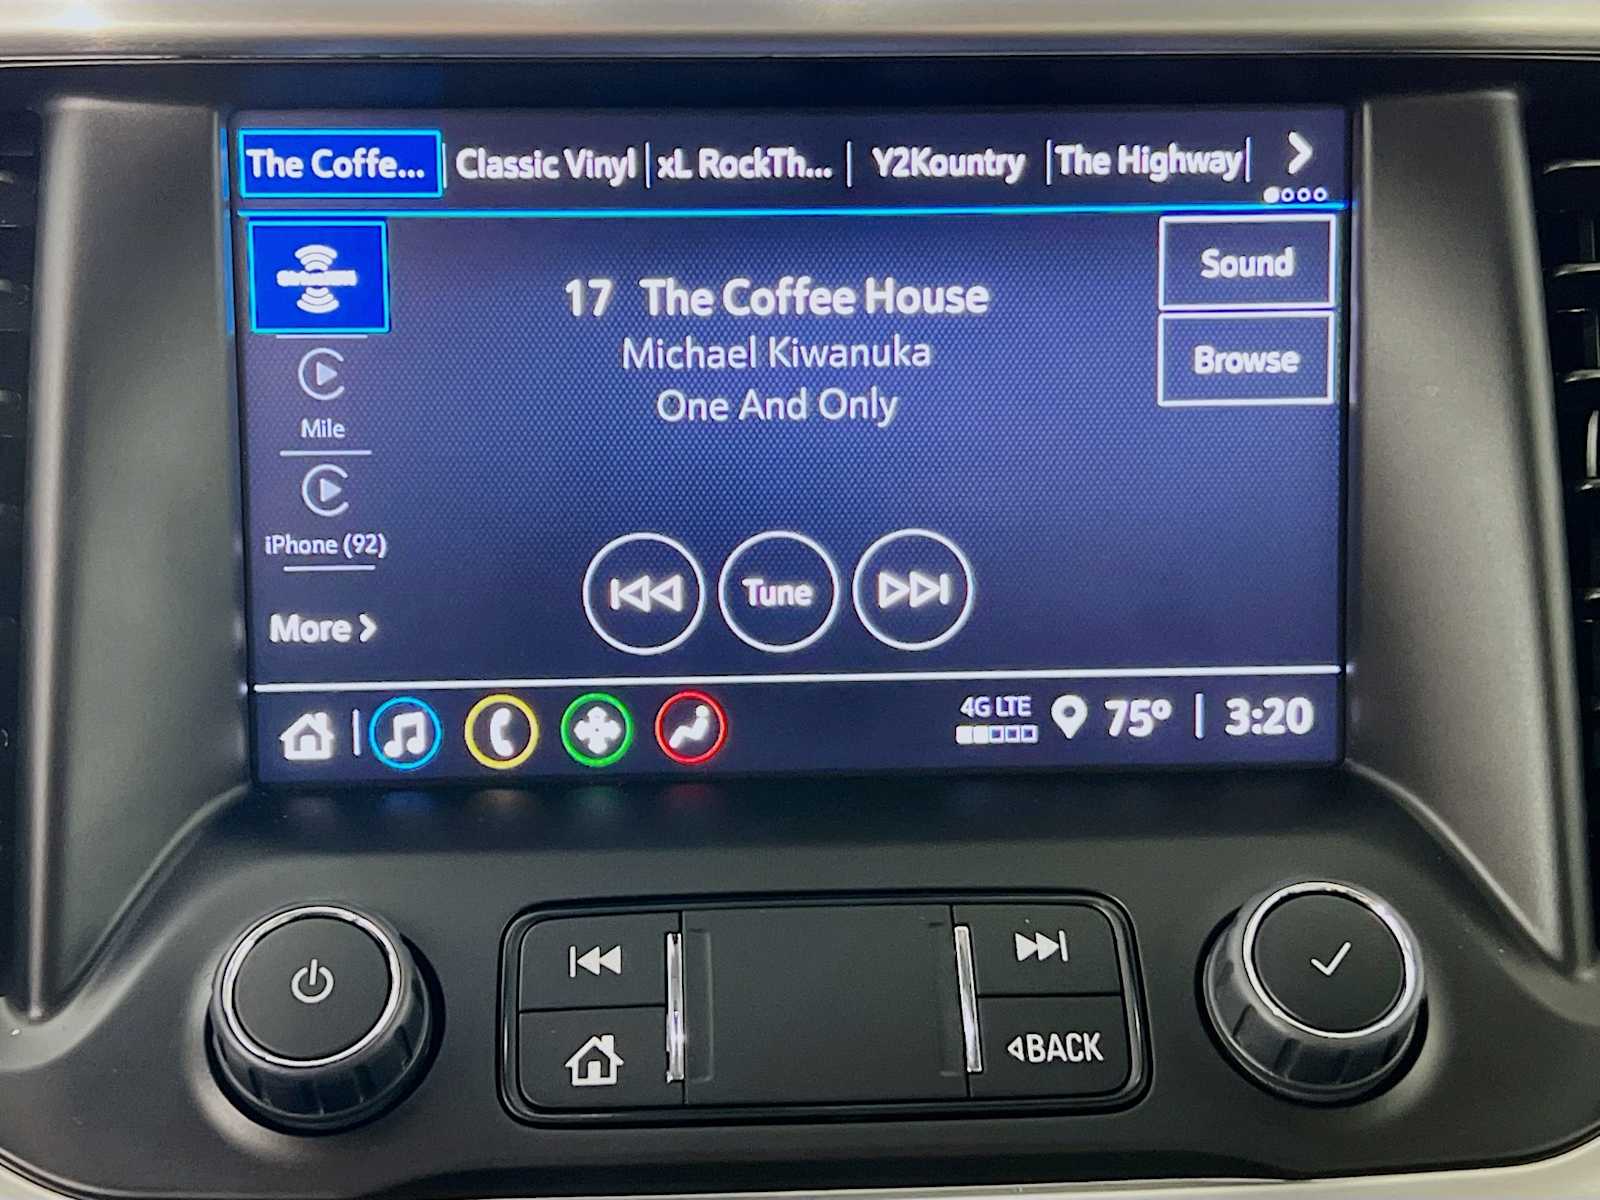 The Coffe...
Classic Vinyl
xL RockTh...
Y2Kountry
The Highway
SiriusXM
Sound
17 The Coffee House
Michael Kiwanuka
One And Only
Browse
Mile
iPhone (92)
Tune
More
4G LTE
75°
3:20
BACK